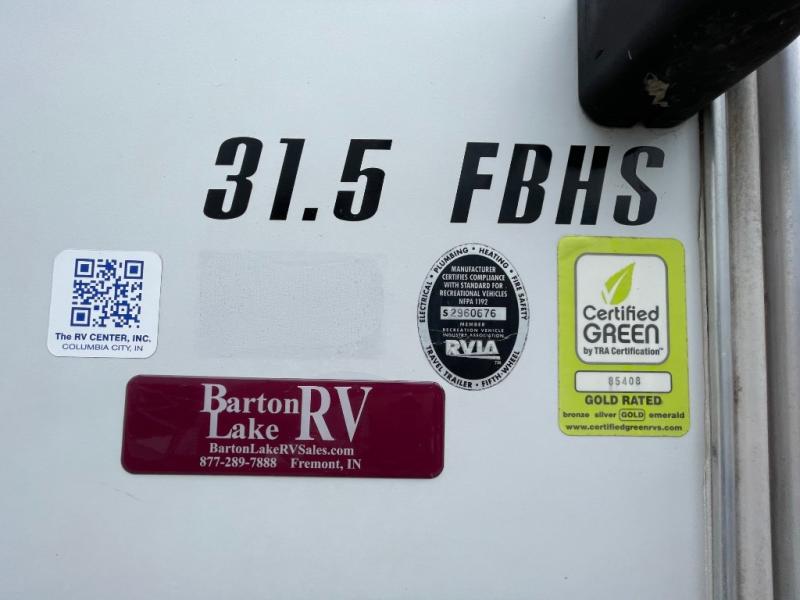 31.5 FBHS
The RV CENTER, INC.
COLUMBIA CITY, IN
Barton
Lake
RV
BartonLakeRVSales.com
877-289-7888 Fremont, IN
ELECTRICAL • PLUMBING • HEATING • FIRE SAFETY
MANUFACTURER
CERTIFIES COMPLIANCE
WITH STANDARD FOR
RECREATIONAL VEHICLES
NFPA 1192
S 2960676
MEMBER
RECREATION VEHICLE
INDUSTRY ASSOCIATION
RVIA
TRAVEL TRAILER • FIFTH-WHEEL
Certified
GREEN
by TRA Certification™
85408
GOLD RATED
bronze silver GOLD emerald
www.certifiedgreenrvs.com